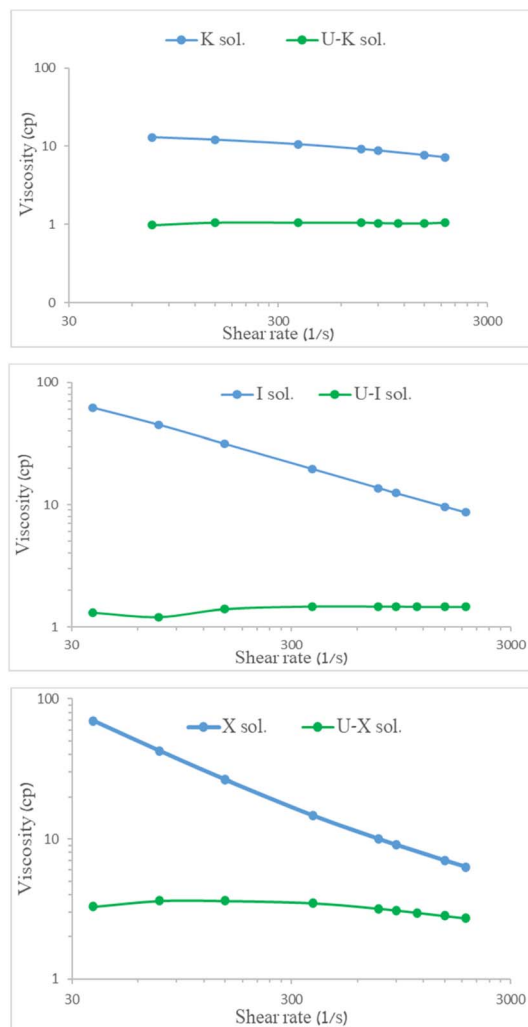 K sol. U-K sol.
100
10
1
0
Viscosity (cp)
30 300 3000
Shear rate (1/s)
I sol. U-I sol.
100
10
1
Viscosity (cp)
30 300 3000
Shear rate (1/s)
X sol. U-X sol.
100
10
1
Viscosity (cp)
30 300 3000
Shear rate (1/s)